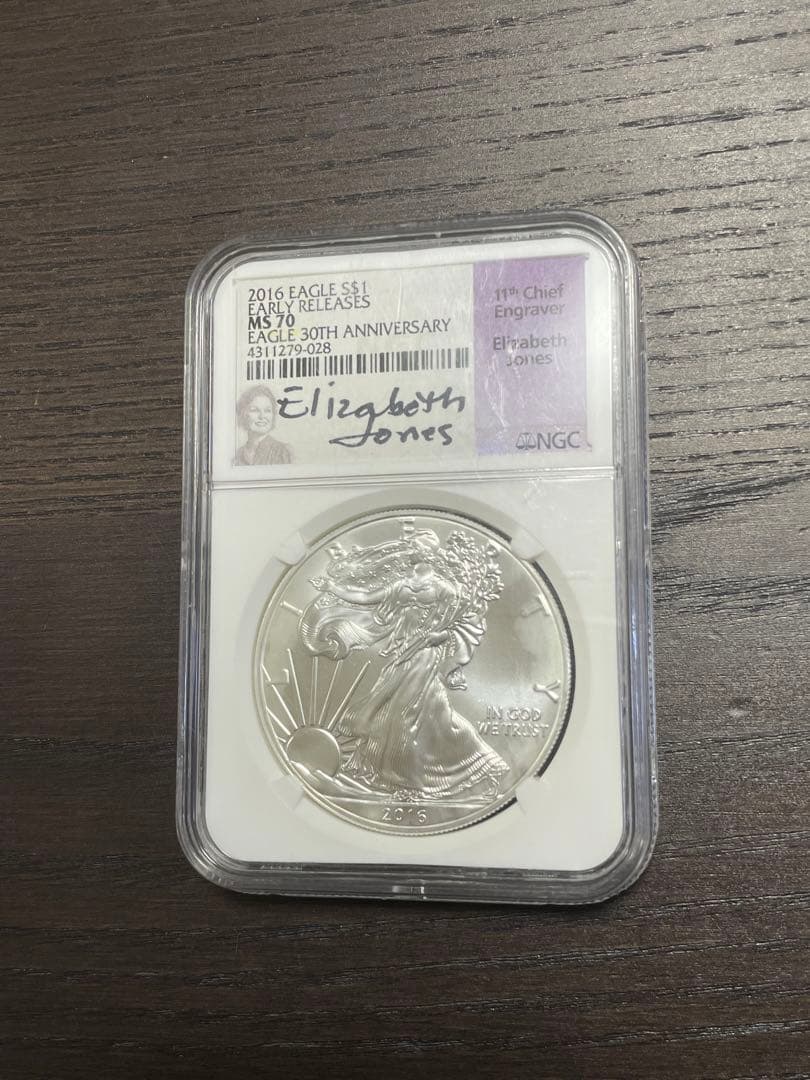 2016 EAGLE S$1
EARLY RELEASES
MS 70
EAGLE 30TH ANNIVERSARY
4311279-028
Elizabeth
Jones
11th Chief
Engraver
Elizabeth
Jones
NGC
LIBERTY
IN GOD
WE TRUST
2016